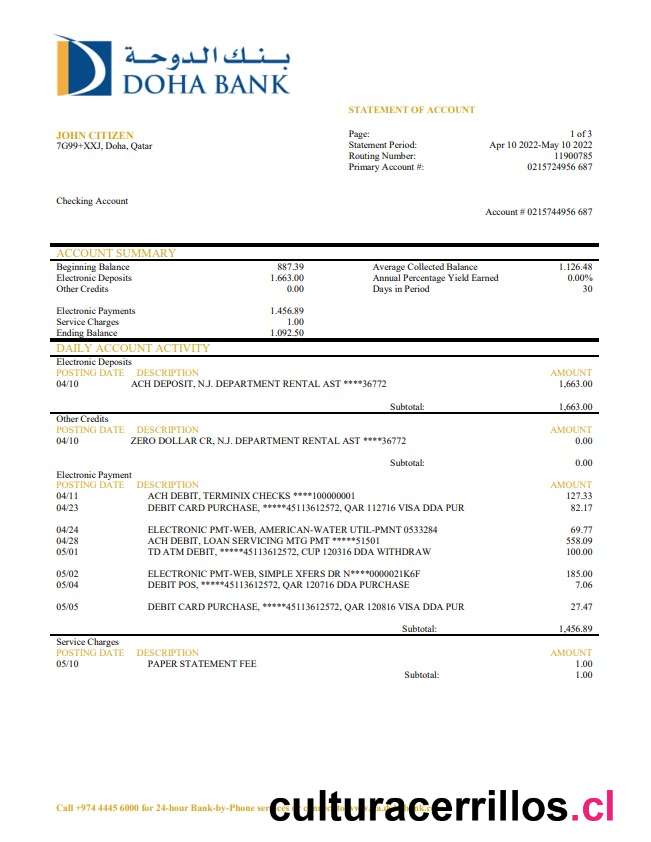 بنك الدوحة
DOHA BANK
STATEMENT OF ACCOUNT
JOHN CITIZEN
7G99+XXJ, Doha, Qatar
Page: 1 of 3
Statement Period: Apr 10 2022-May 10 2022
Routing Number: 11900785
Primary Account #: 0215724956 687
Checking Account
Account # 0215744956 687
ACCOUNT SUMMARY
Beginning Balance 887.39 Average Collected Balance 1.126.48
Electronic Deposits 1.663.00 Annual Percentage Yield Earned 0.00%
Other Credits 0.00 Days in Period 30
Electronic Payments 1.456.89
Service Charges 1.00
Ending Balance 1.092.50
DAILY ACCOUNT ACTIVITY
Electronic Deposits
POSTING DATE DESCRIPTION AMOUNT
04/10 ACH DEPOSIT, N.J. DEPARTMENT RENTAL AST ****36772 1,663.00
Subtotal: 1,663.00
Other Credits
POSTING DATE DESCRIPTION AMOUNT
04/10 ZERO DOLLAR CR, N.J. DEPARTMENT RENTAL AST ****36772 0.00
Subtotal: 0.00
Electronic Payment
POSTING DATE DESCRIPTION AMOUNT
04/11 ACH DEBIT, TERMINIX CHECKS ****100000001 127.33
04/23 DEBIT CARD PURCHASE, *****45113612572, QAR 112716 VISA DDA PUR 82.17
04/24 ELECTRONIC PMT-WEB, AMERICAN-WATER UTIL-PMNT 0533284 69.77
04/28 ACH DEBIT, LOAN SERVICING MTG PMT *****51501 558.09
05/01 TD ATM DEBIT, *****45113612572, CUP 120316 DDA WITHDRAW 100.00
05/02 ELECTRONIC PMT-WEB, SIMPLE XFERS DR N****0000021K6F 185.00
05/04 DEBIT POS, *****45113612572, QAR 120716 DDA PURCHASE 7.06
05/05 DEBIT CARD PURCHASE, *****45113612572, QAR 120816 VISA DDA PUR 27.47
Subtotal: 1,456.89
Service Charges
POSTING DATE DESCRIPTION AMOUNT
05/10 PAPER STATEMENT FEE 1.00
Subtotal: 1.00
Call +974 4445 6000 for 24-hour Bank-by-Phone
culturacerrillos.cl